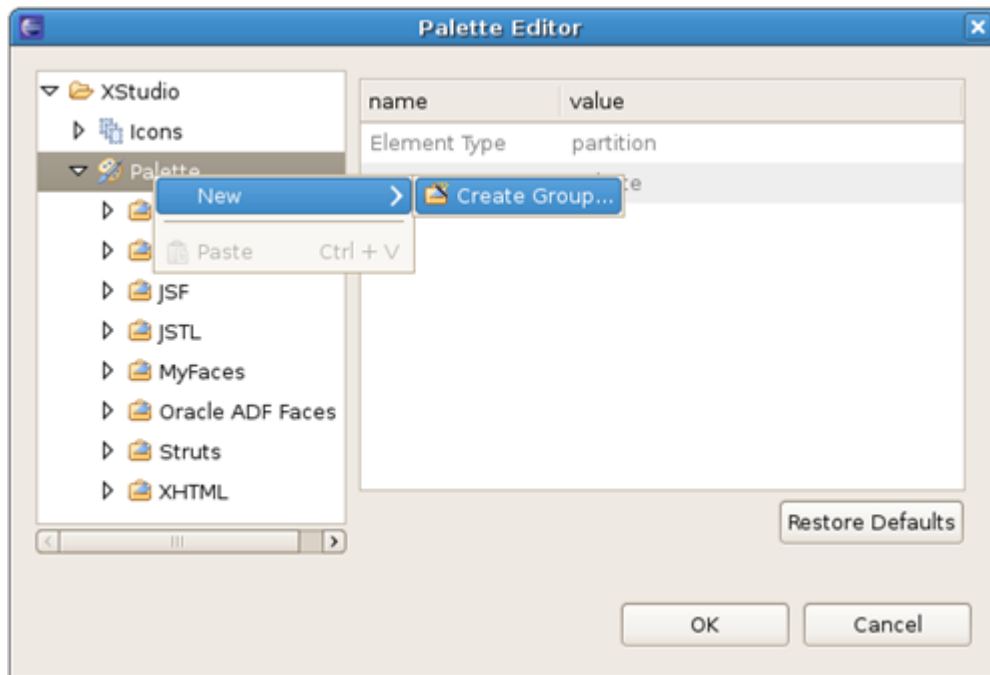 Palette Editor
XStudio
name value
Icons
Element Type partition
Palette
New
Create Group...
Paste Ctrl + V
JSF
JSTL
MyFaces
Oracle ADF Faces
Struts
XHTML
Restore Defaults
OK Cancel